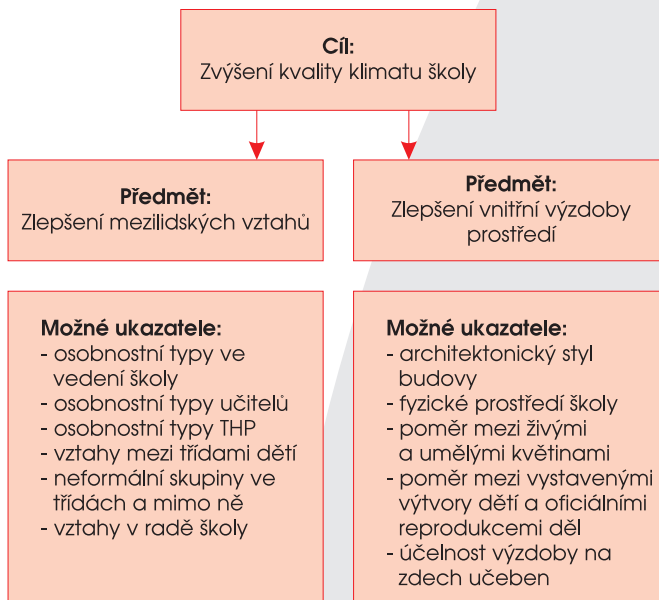 Cíl:
Zvýšení kvality klimatu školy
Předmět:
Zlepšení mezilidských vztahů
Předmět:
Zlepšení vnitřní výzdoby
prostředí
Možné ukazatele:
- osobnostní typy ve
vedení školy
- osobnostní typy učitelů
- osobnostní typy THP
- vztahy mezi třídami dětí
- neformální skupiny ve
třídách a mimo ně
- vztahy v radě školy
Možné ukazatele:
- architektonický styl
budovy
- fyzické prostředí školy
- poměr mezi živými
a umělými květinami
- poměr mezi vystavenými
výtvory dětí a oficiálními
reprodukcemi děl
- účelnost výzdoby na
zdech učeben